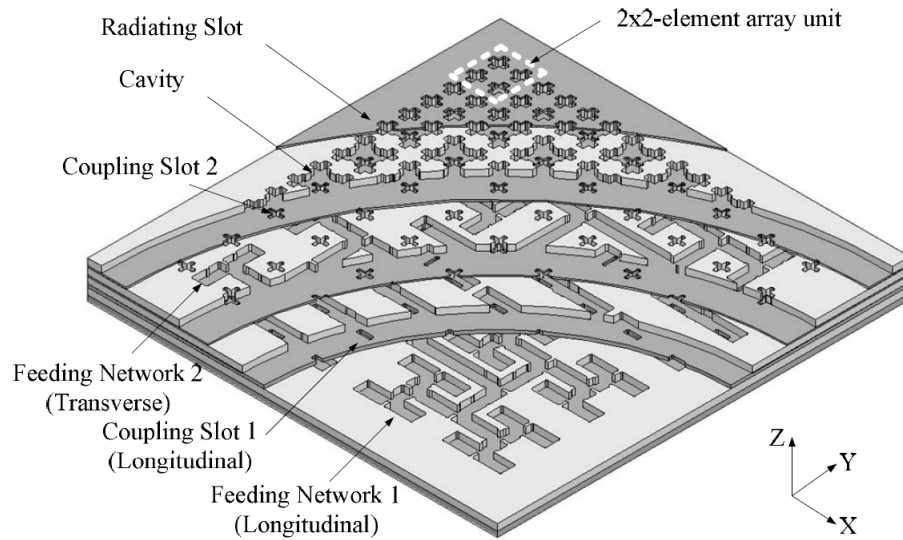 2x2-element array unit
Radiating Slot
Cavity
Coupling Slot 2
Feeding Network 2
(Transverse)
Coupling Slot 1
(Longitudinal)
Feeding Network 1
(Longitudinal)
Z
Y
X